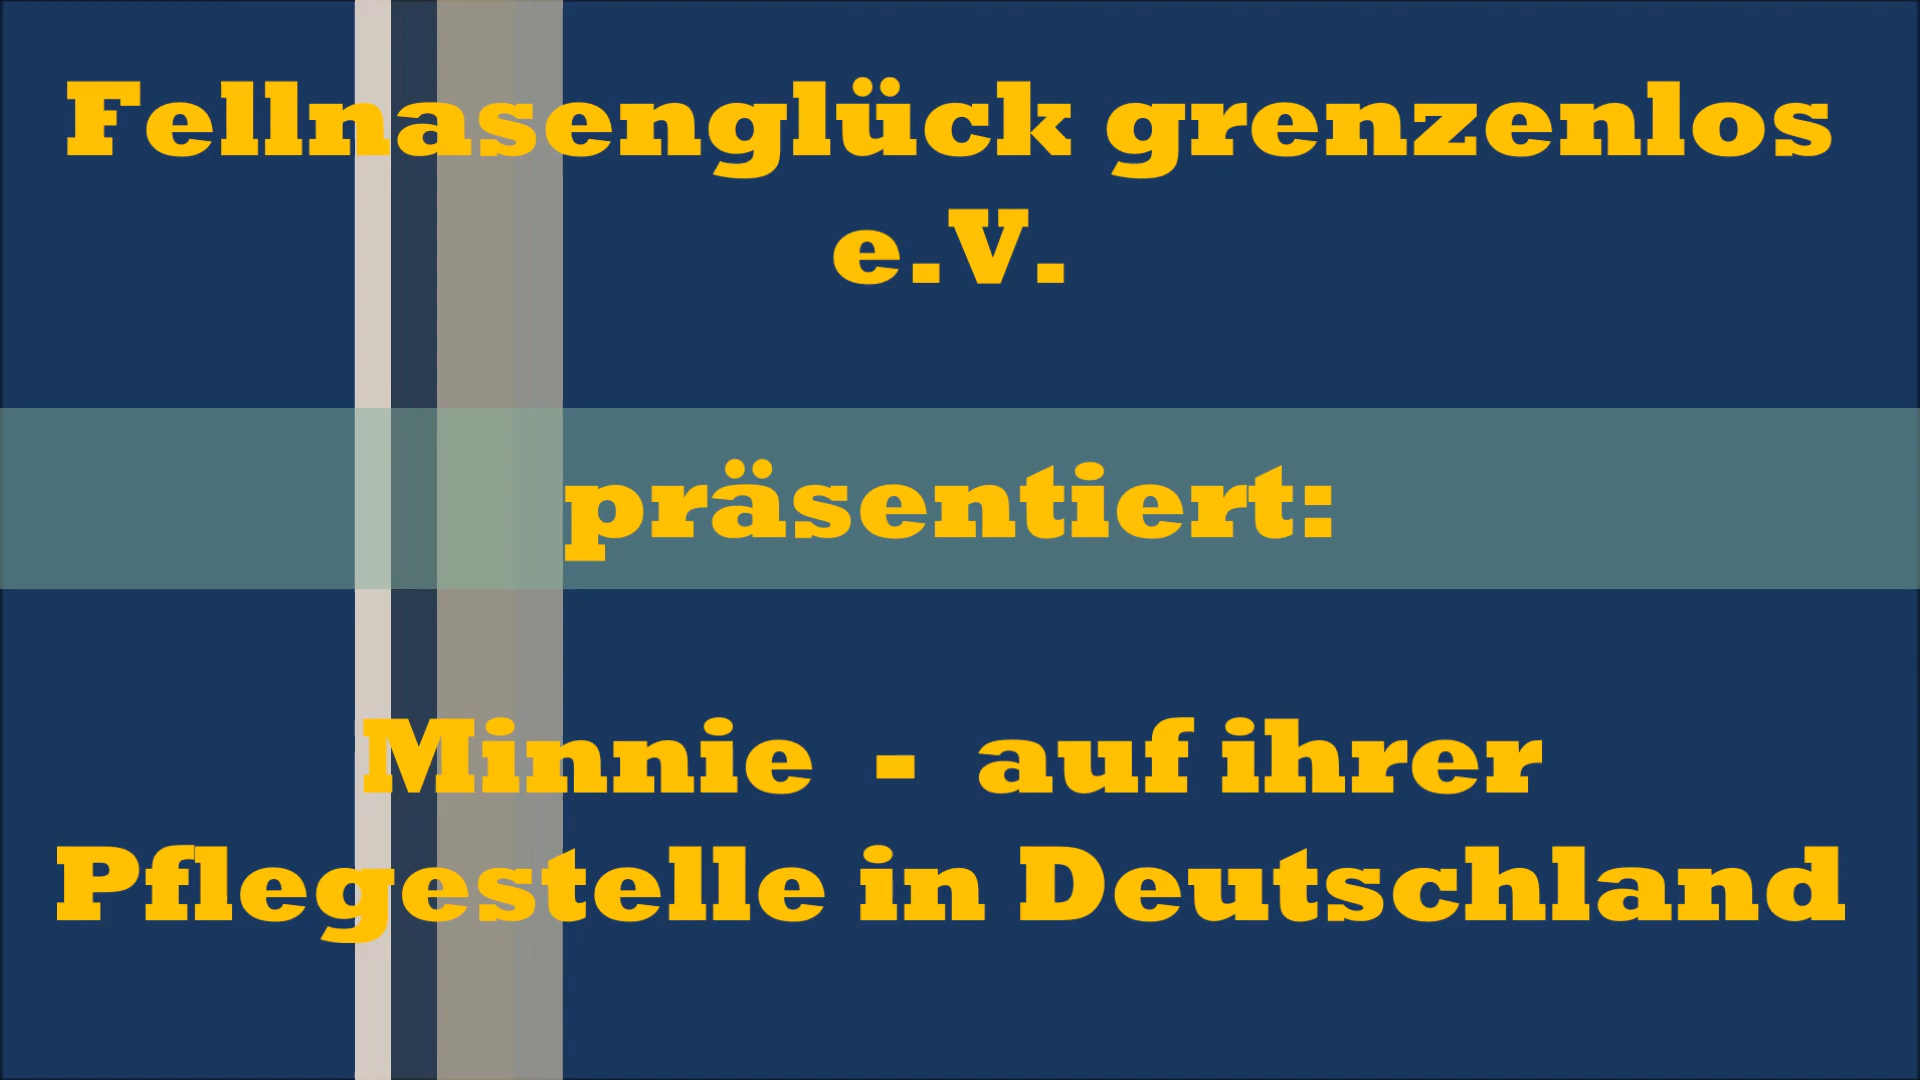 Fellnasenglück grenzenlos
e.V.
präsentiert:
Minnie - auf ihrer
Pflegestelle in Deutschland